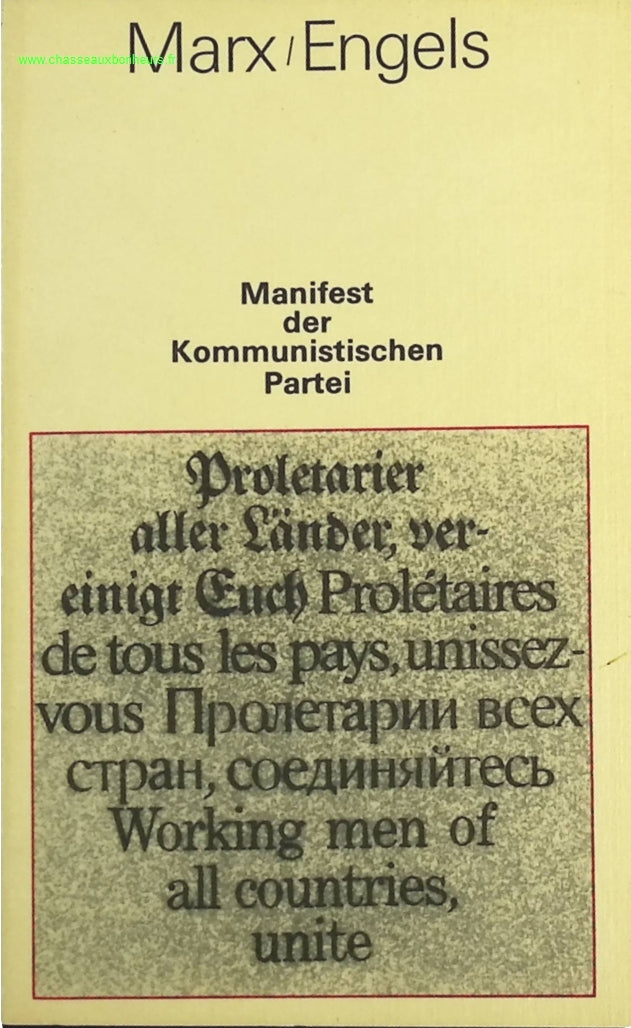 Marx/Engels
www.chasseauxbonheurs.fr
Manifest
der
Kommunistischen
Partei
Proletarier
aller Länder, ver-
einigt Euch Prolétaires
de tous les pays, unissez-
vous Пролетарии всех
стран, соединяйтесь
Working men of
all countries,
unite